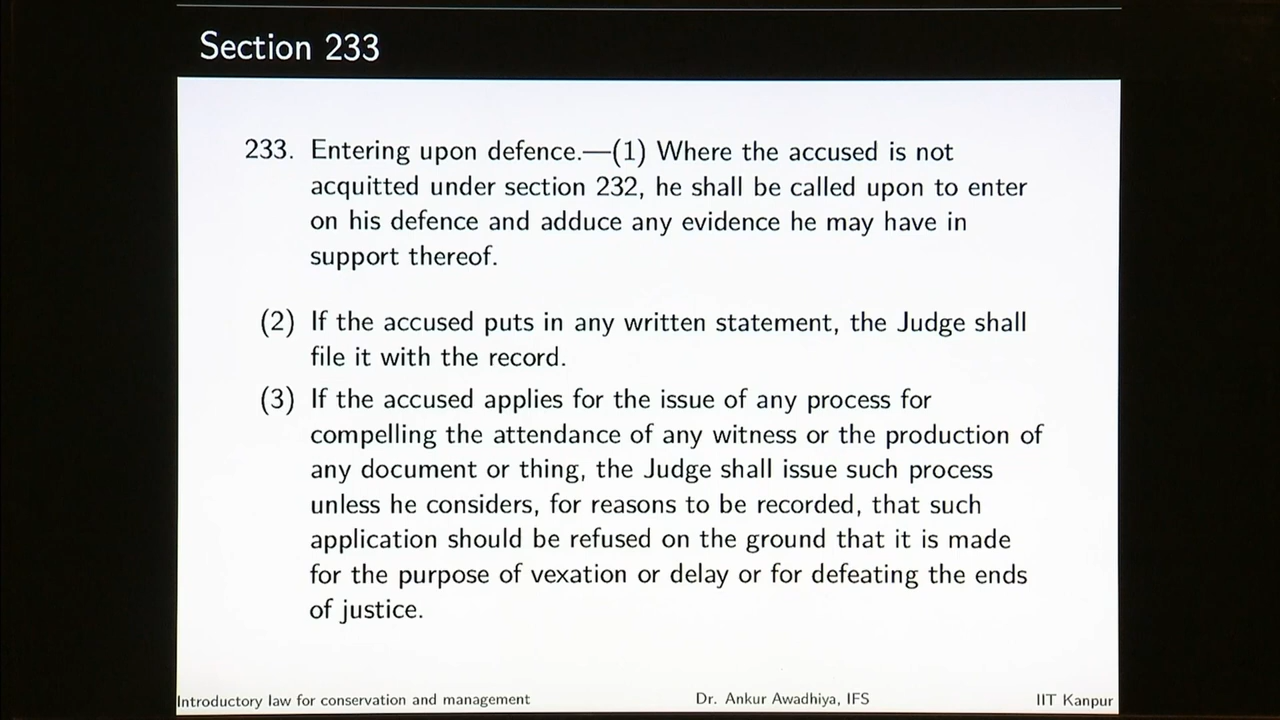 Section 233
233. Entering upon defence.—(1) Where the accused is not
acquitted under section 232, he shall be called upon to enter
on his defence and adduce any evidence he may have in
support thereof.
(2) If the accused puts in any written statement, the Judge shall
file it with the record.
(3) If the accused applies for the issue of any process for
compelling the attendance of any witness or the production of
any document or thing, the Judge shall issue such process
unless he considers, for reasons to be recorded, that such
application should be refused on the ground that it is made
for the purpose of vexation or delay or for defeating the ends
of justice.
Introductory law for conservation and management Dr. Ankur Awadhiya, IFS IIT Kanpur